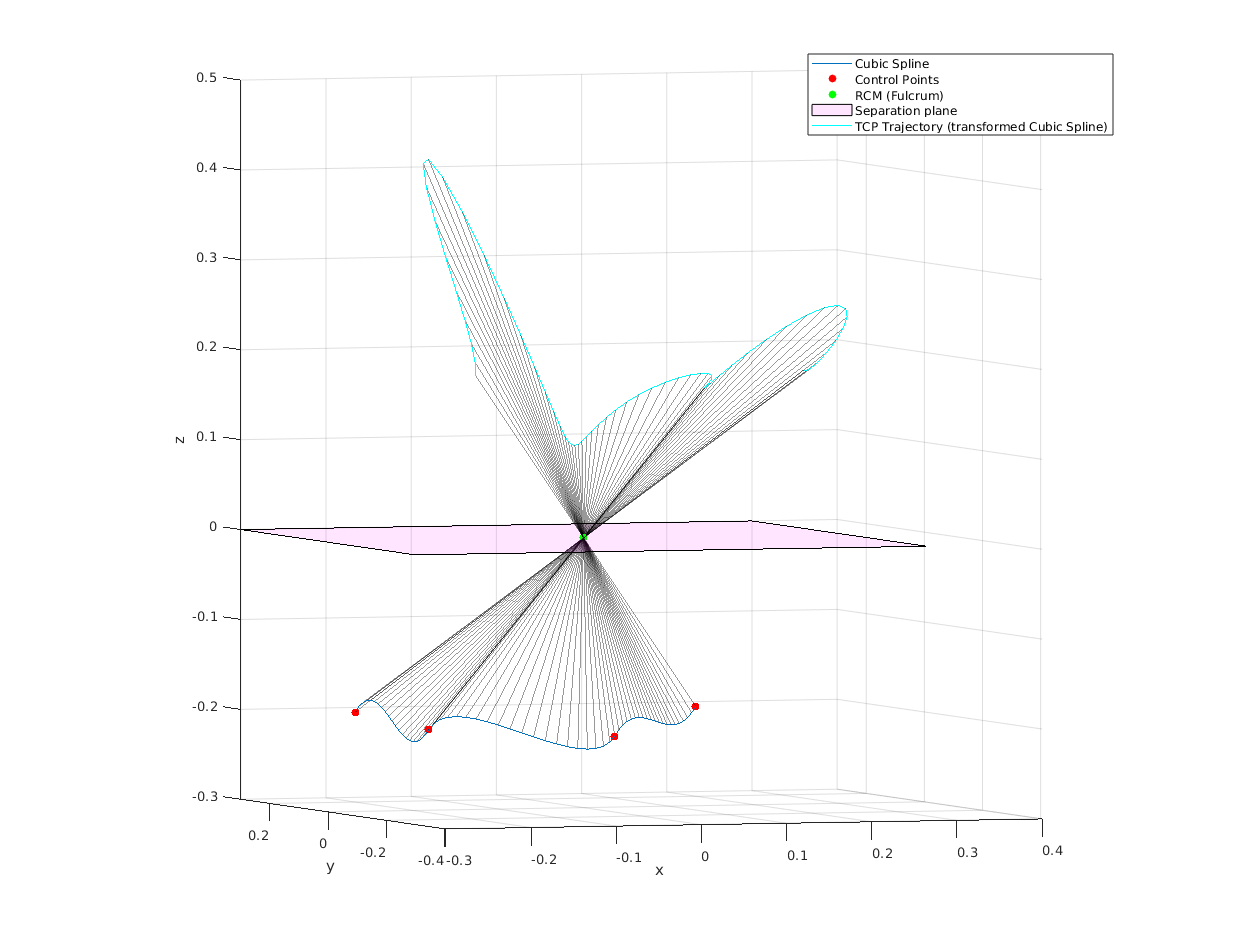 Cubic Spline
Control Points
RCM (Fulcrum)
Separation plane
TCP Trajectory (transformed Cubic Spline)
0.5
0.4
0.3
0.2
0.1
0
-0.1
-0.2
-0.3
z
0.2
0
-0.2
-0.4
y
-0.3
-0.2
-0.1
0
0.1
0.2
0.3
0.4
x